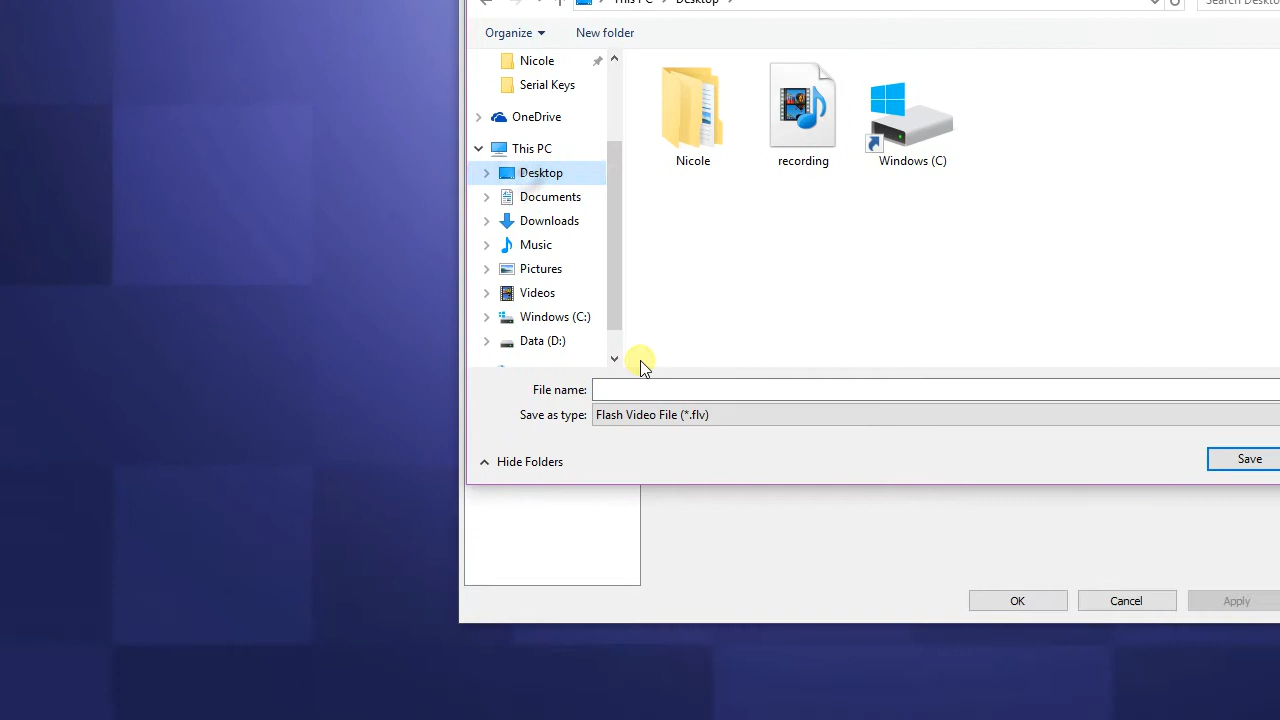 This PC > Desktop >
Search Desktop
Organize
New folder
Nicole
Serial Keys
OneDrive
This PC
Desktop
Documents
Downloads
Music
Pictures
Videos
Windows (C:)
Data (D:)
Nicole
recording
Windows (C)
File name:
Save as type:
Flash Video File (*.flv)
Hide Folders
Save
OK
Cancel
Apply